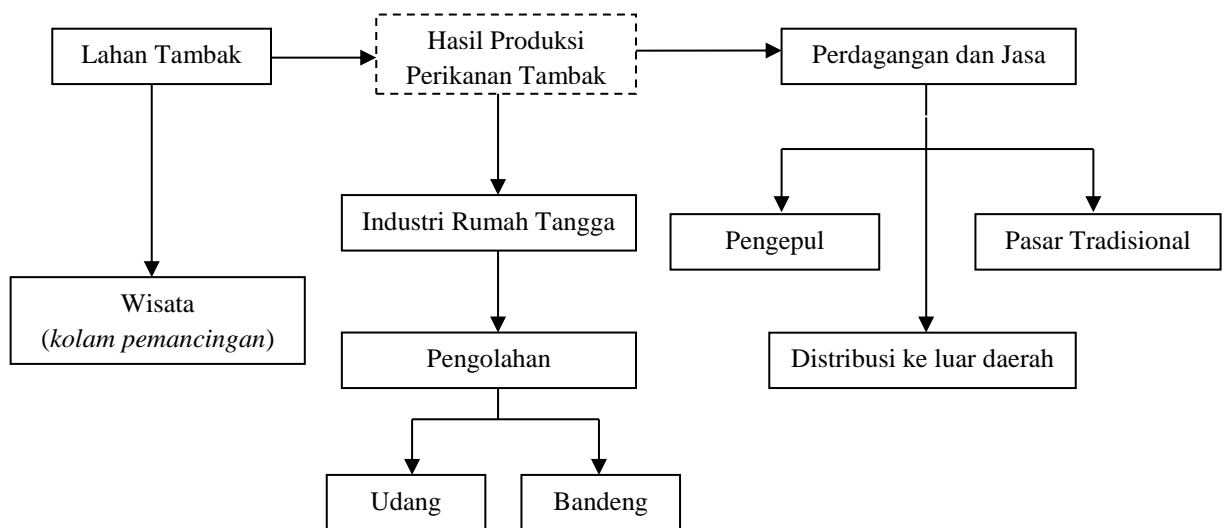 Lahan Tambak
Hasil Produksi
Perikanan Tambak
Perdagangan dan Jasa
Industri Rumah Tangga
Pengepul
Pasar Tradisional
Wisata
(kolam pemancingan)
Pengolahan
Distribusi ke luar daerah
Udang
Bandeng